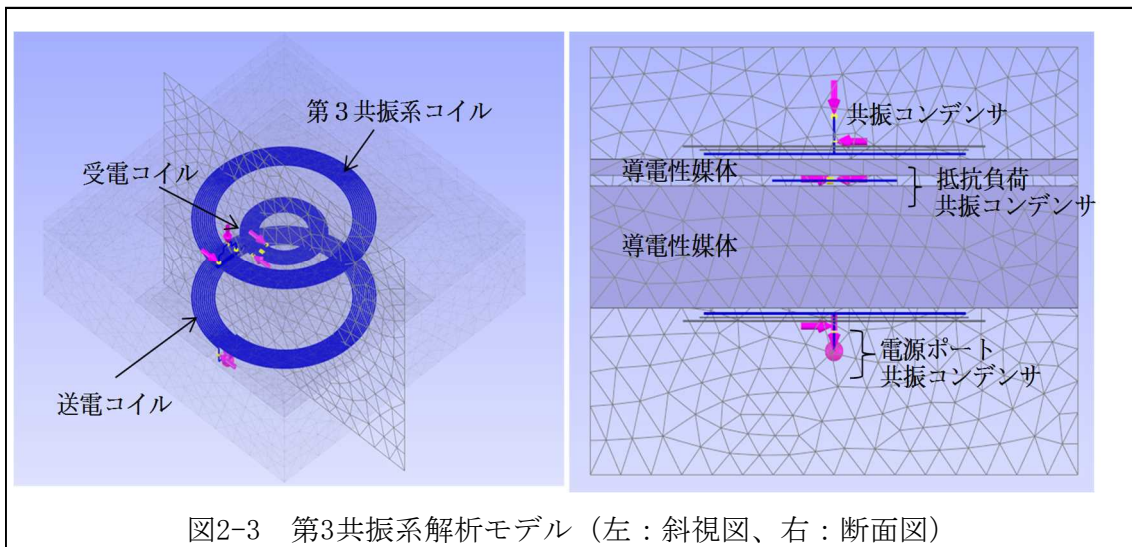 第３共振系コイル
受電コイル
送電コイル
共振コンデンサ
導電性媒体
抵抗負荷
共振コンデンサ
導電性媒体
電源ポート
共振コンデンサ
図2-3　第3共振系解析モデル（左：斜視図、右：断面図）